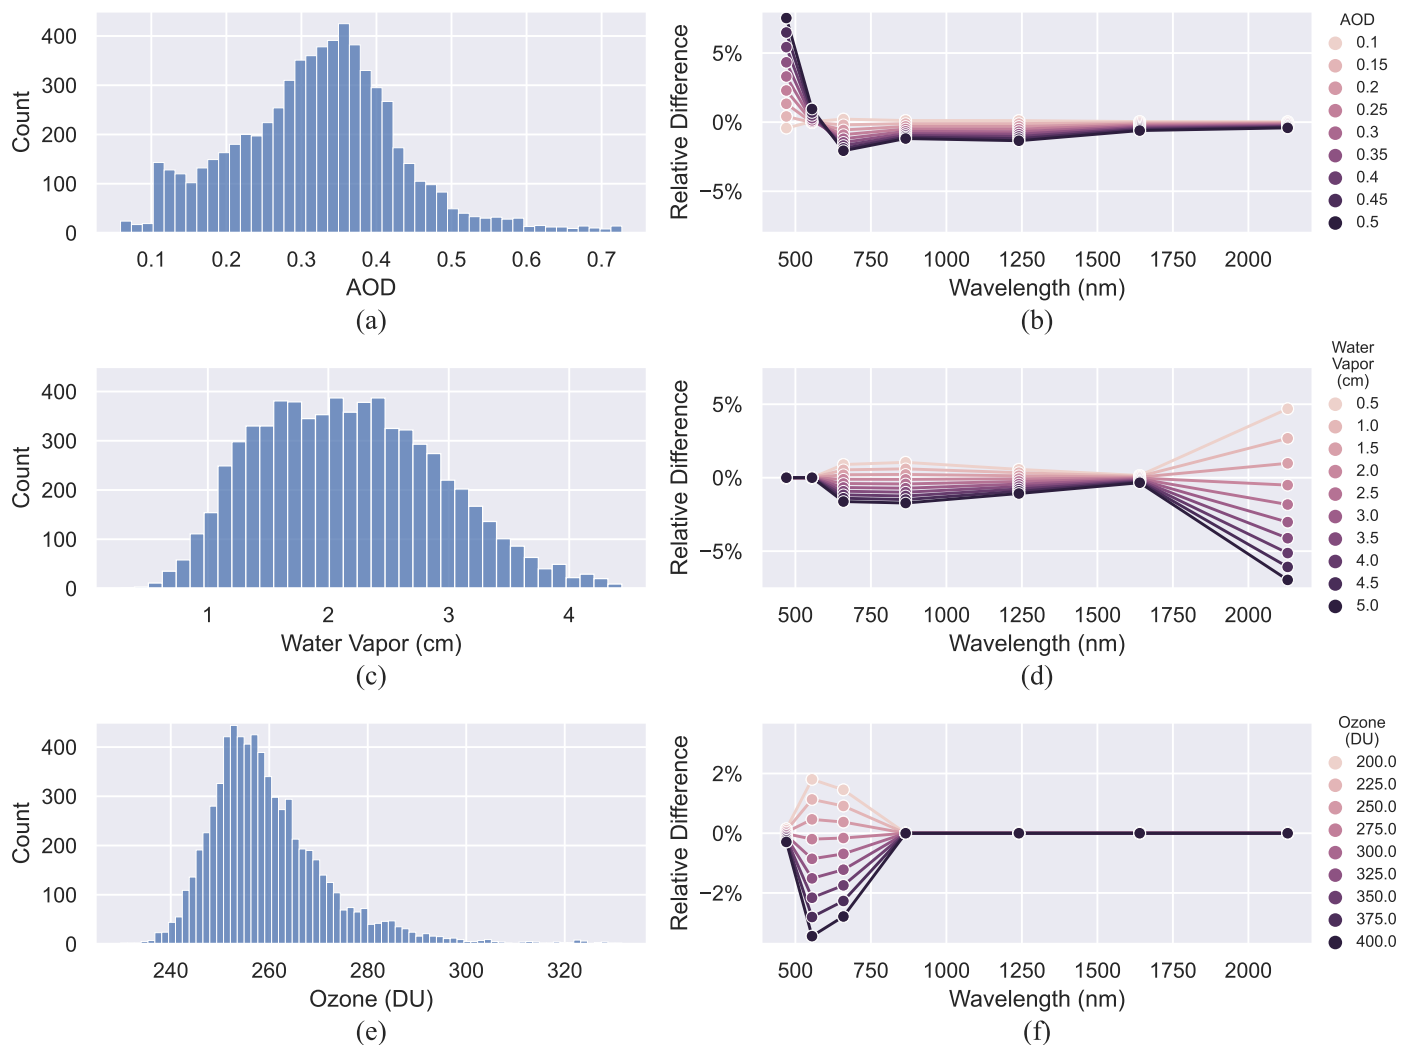 400
300
200
100
0
Count
0.1 0.2 0.3 0.4 0.5 0.6 0.7
AOD
(a)
5%
0%
−5%
Relative Difference
500 750 1000 1250 1500 1750 2000
Wavelength (nm)
(b)
AOD
0.1
0.15
0.2
0.25
0.3
0.35
0.4
0.45
0.5
400
300
200
100
0
Count
1 2 3 4
Water Vapor (cm)
(c)
5%
0%
−5%
Relative Difference
500 750 1000 1250 1500 1750 2000
Wavelength (nm)
(d)
Water
Vapor
(cm)
0.5
1.0
1.5
2.0
2.5
3.0
3.5
4.0
4.5
5.0
400
300
200
100
0
Count
240 260 280 300 320
Ozone (DU)
(e)
2%
0%
−2%
Relative Difference
500 750 1000 1250 1500 1750 2000
Wavelength (nm)
(f)
Ozone
(DU)
200.0
225.0
250.0
275.0
300.0
325.0
350.0
375.0
400.0